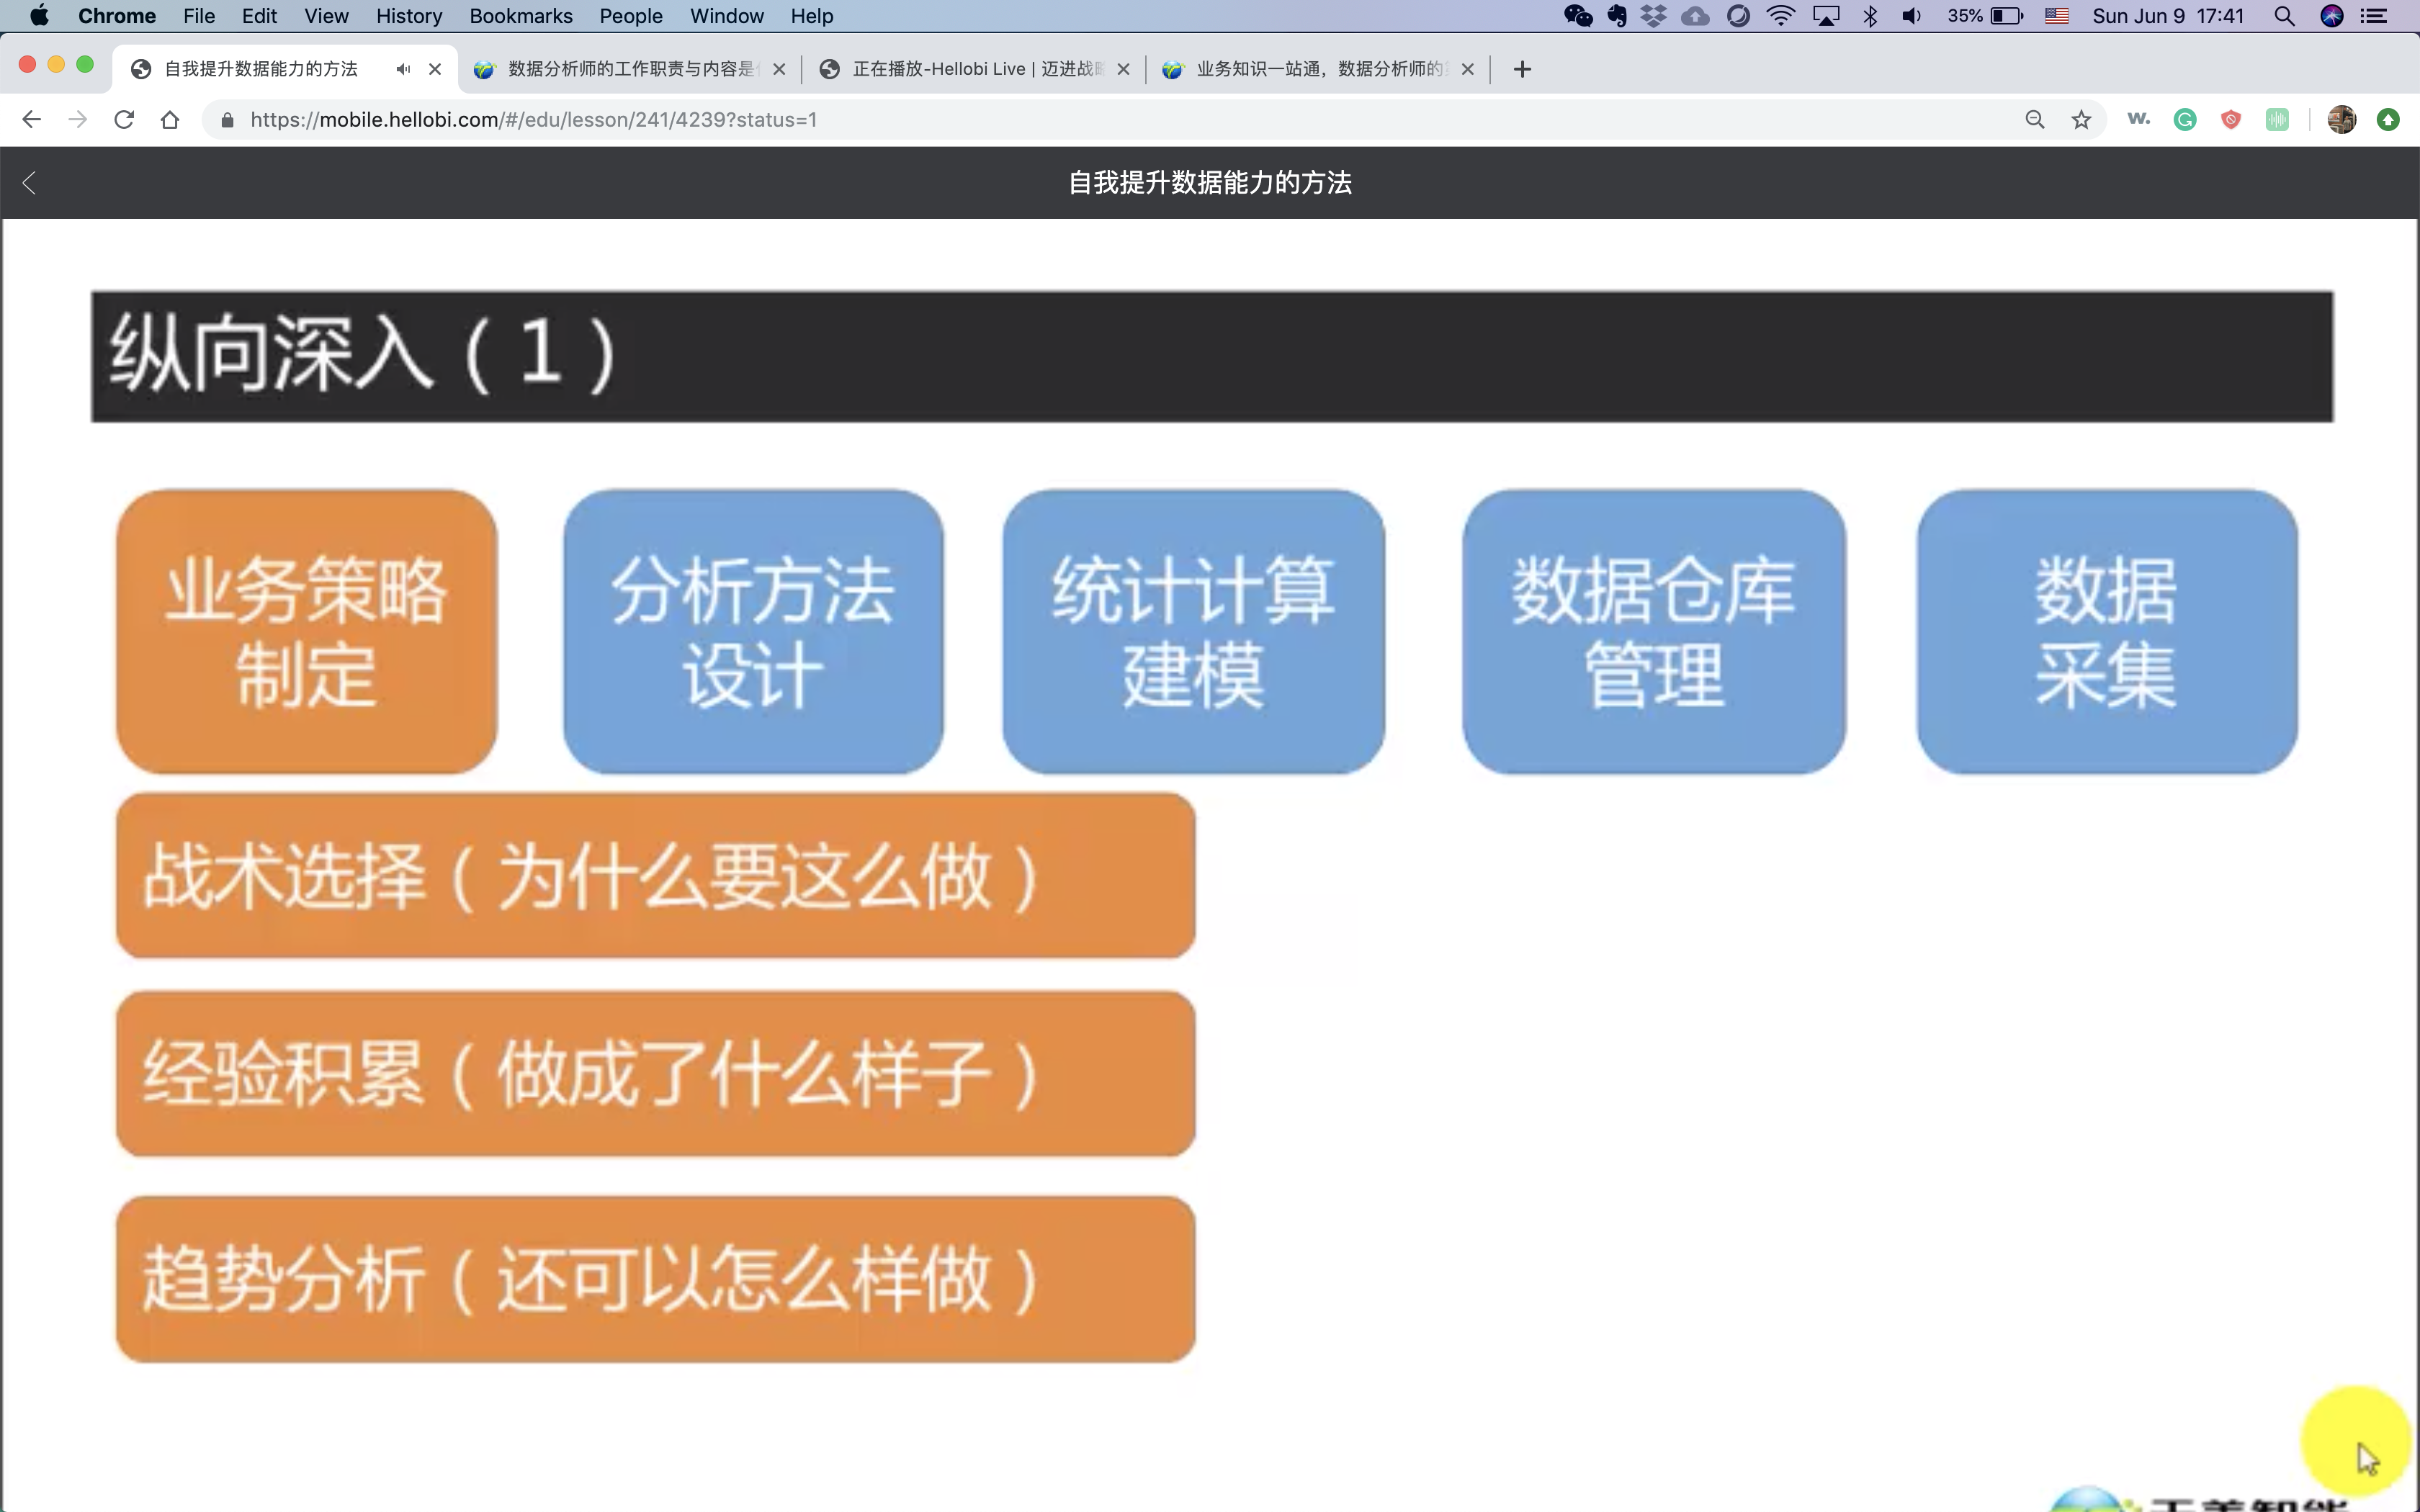 Chrome File Edit View History Bookmarks People Window Help 35% Sun Jun 9 17:41
自我提升数据能力的方法 数据分析师的工作职责与内容是 正在播放-Hellobi Live | 迈进战 业务知识一站通，数据分析师的
https://mobile.hellobi.com/#/edu/lesson/241/4239?status=1
自我提升数据能力的方法
纵向深入（1）
业务策略
制定
分析方法
设计
统计计算
建模
数据仓库
管理
数据
采集
战术选择（为什么要这么做）
经验积累（做成了什么样子）
趋势分析（还可以怎么样做）